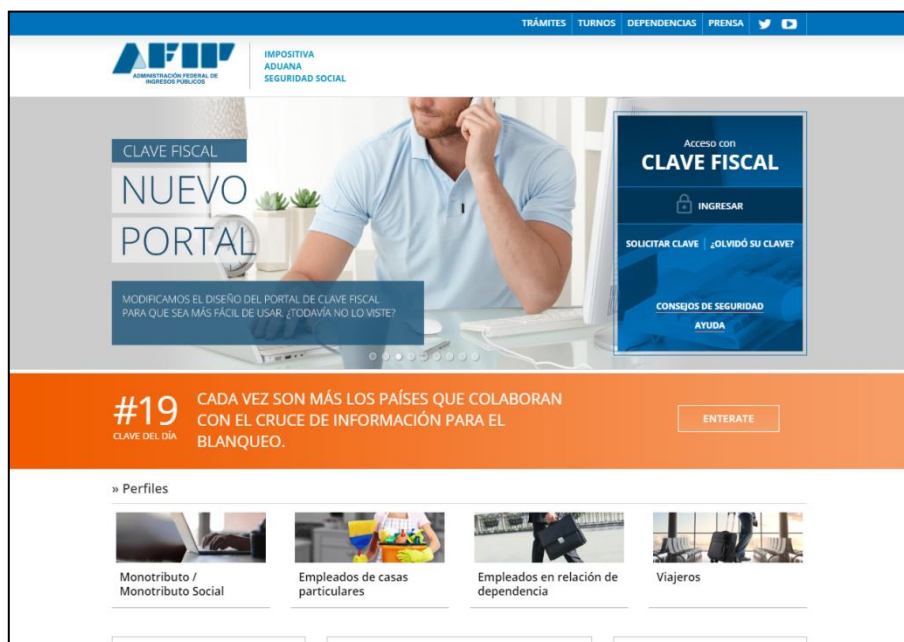 TRÁMITES TURNOS DEPENDENCIAS PRENSA
AFIP
ADMINISTRACIÓN FEDERAL DE
INGRESOS PÚBLICOS
IMPOSITIVA
ADUANA
SEGURIDAD SOCIAL
CLAVE FISCAL
NUEVO
PORTAL
MODIFICAMOS EL DISEÑO DEL PORTAL DE CLAVE FISCAL
PARA QUE SEA MÁS FÁCIL DE USAR. ¿TODAVÍA NO LO VISTE?
Acceso con
CLAVE FISCAL
INGRESAR
SOLICITAR CLAVE ¿OLVIDÓ SU CLAVE?
CONSEJOS DE SEGURIDAD
AYUDA
#19
CLAVE DEL DÍA
CADA VEZ SON MÁS LOS PAÍSES QUE COLABORAN
CON EL CRUCE DE INFORMACIÓN PARA EL
BLANQUEO.
ENTERATE
» Perfiles
Monotributo /
Monotributo Social
Empleados de casas
particulares
Empleados en relación de
dependencia
Viajeros